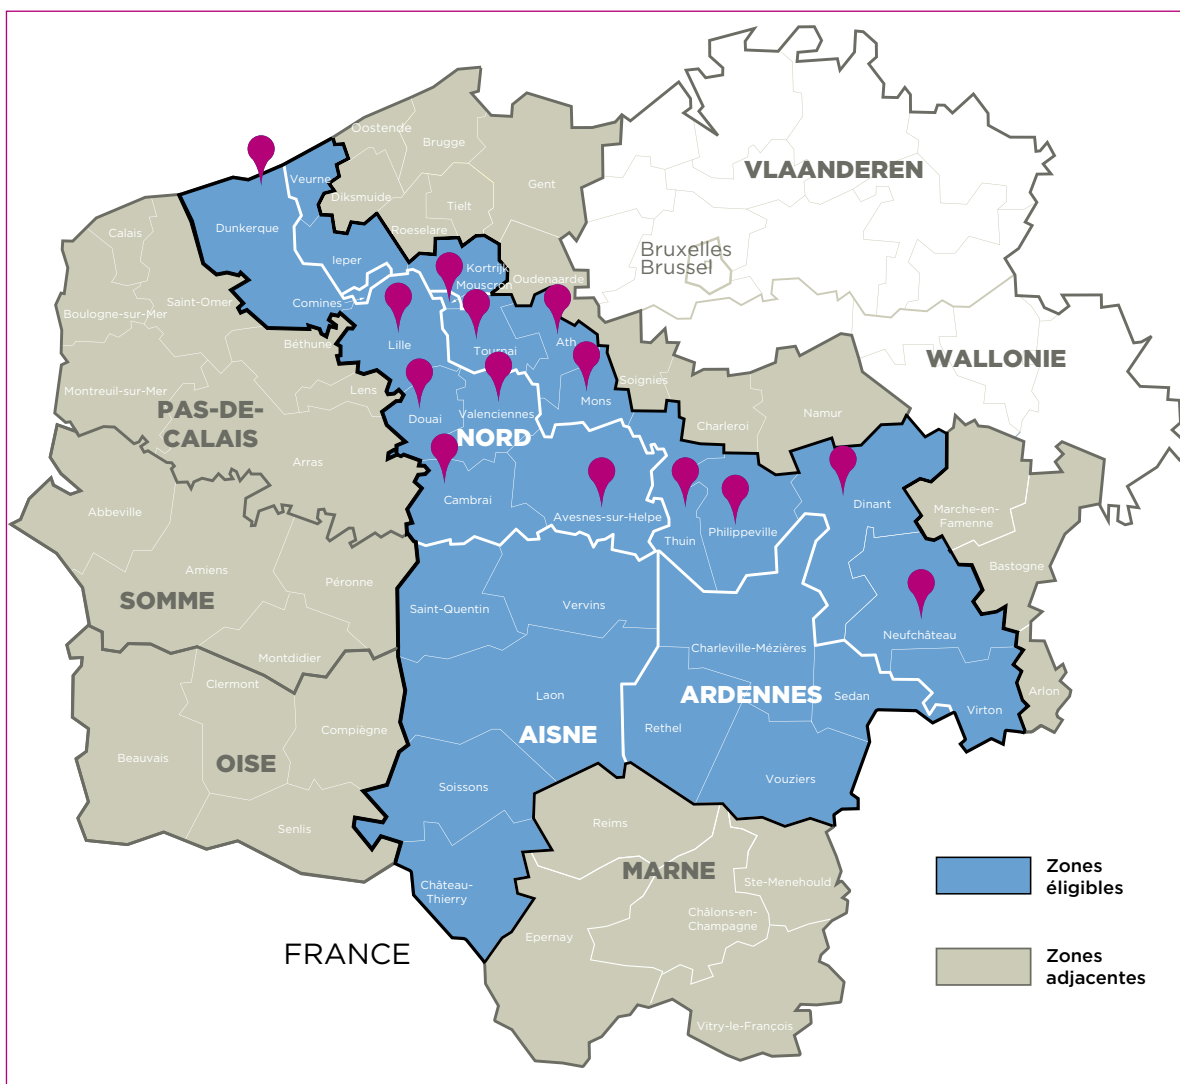 Oostende
Brugge
VLAANDEREN
Veurne
Gent
Diksmuide
Tielt
Calais
Dunkerque
Roeselare
Ieper
Bruxelles
Brussel
Kortrijk
Oudenaarde
Mouscron
Saint-Omer
Comines
Boulogne-sur-Mer
Béthune
Lille
Tournai
Ath
WALLONIE
Soignies
Montreuil-sur-Mer
Lens
Mons
PAS-DE-
CALAIS
Douai
Valenciennes
Charleroi
Namur
NORD
Arras
Cambrai
Dinant
Abbeville
Avesnes-sur-Helpe
Thuin
Philippeville
Marche-en-
Famenne
Amiens
Péronne
Bastogne
SOMME
Saint-Quentin
Vervins
Neufchâteau
Montdidier
Charleville-Mézières
Clermont
Laon
ARDENNES
Sedan
Arlon
Virton
Compiègne
Rethel
AISNE
Beauvais
OISE
Soissons
Vouziers
Senlis
Reims
MARNE
Château-
Thierry
Ste-Menehould
Châlons-en-
Champagne
Epernay
FRANCE
Vitry-le-François
Zones
éligibles
Zones
adjacentes